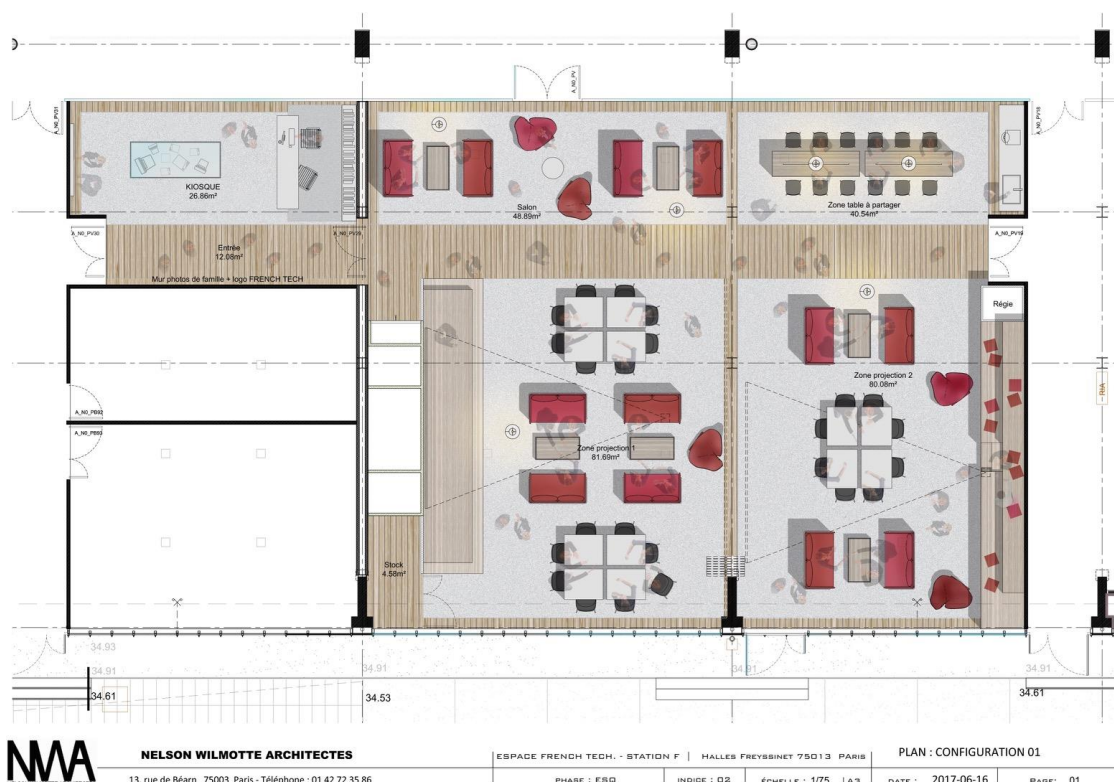 A_N0_PV
A_N0_PV31
A_N0_PV18
KIOSQUE
26.86m²
Salon
48.89m²
Zone table à partager
40.54m²
A_N0_PV30
A_N0_PV19
Entrée
12.08m²
Mur photos de famille + logo FRENCH TECH
Régie
Zone projection 2
80.08m²
RIA
A_N0_PB92
A_N0_PB93
Zone projection 1
81.69m²
Stock
4.58m²
34.93
34.91
34.91
34.91
34.91
34.61
34.53
34.61
NWA
NELSON WILMOTTE ARCHITECTES
13, rue de Béarn, 75003 Paris - Téléphone : 01 42 72 35 86
ESPACE FRENCH TECH. - STATION F | HALLES FREYSSINET 75013 PARIS
PLAN : CONFIGURATION 01
PHASE : ESQ
INDICE : 02
ÉCHELLE : 1/75 | A3
DATE : 2017-06-16
PAGE : 01